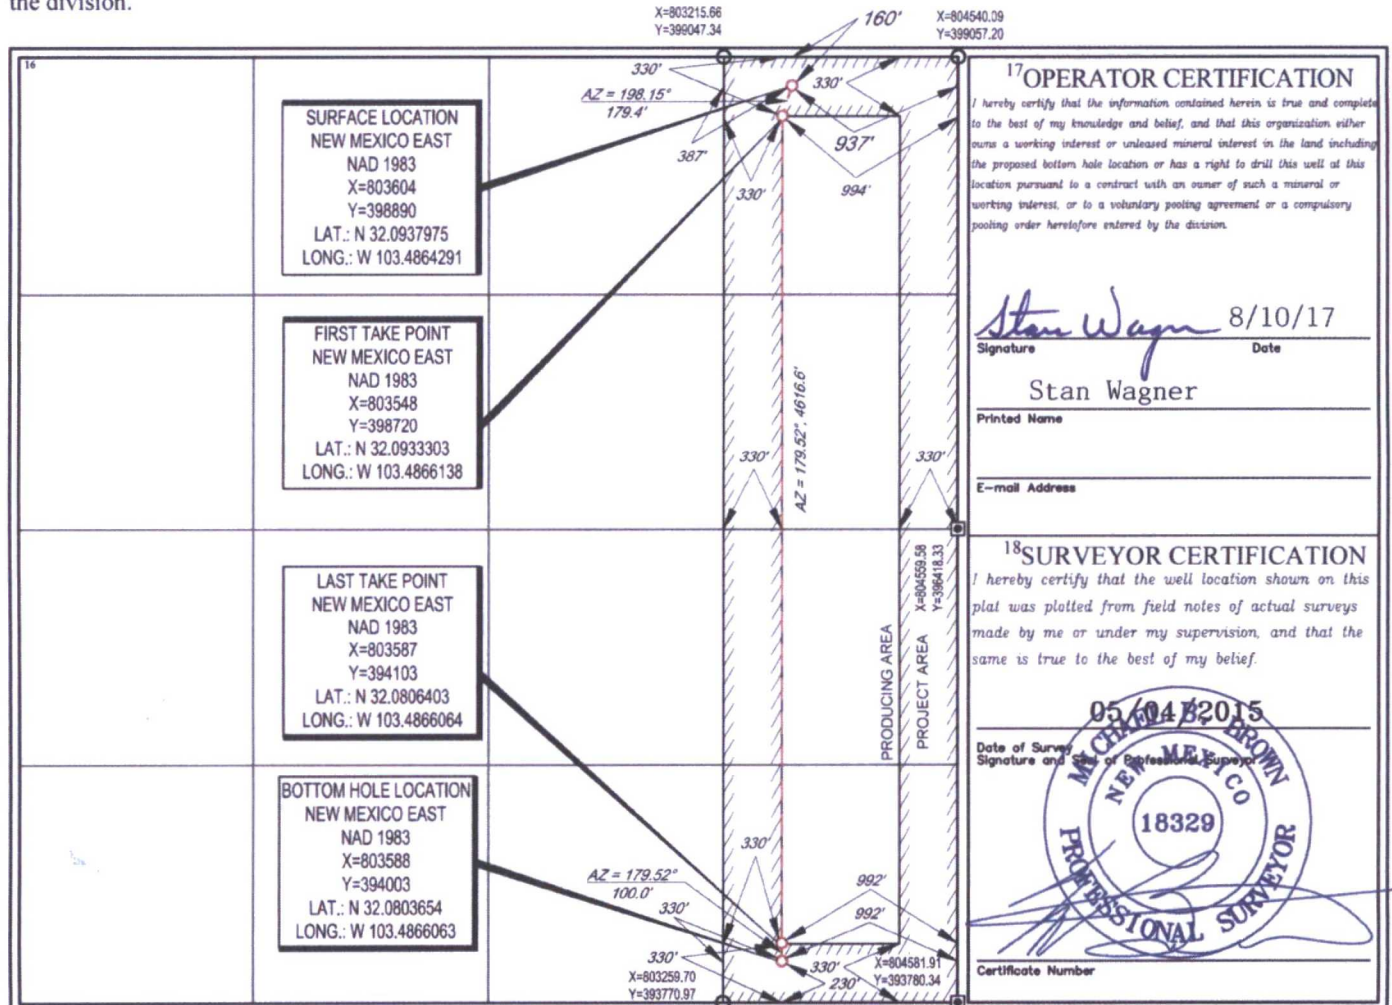 the division.
X=803215.66
Y=399047.34
160'
X=804540.09
Y=399057.20
16
330'
330'
AZ = 198.15°
179.4'
387'
330'
937'
994'
SURFACE LOCATION
NEW MEXICO EAST
NAD 1983
X=803604
Y=398890
LAT.: N 32.0937975
LONG.: W 103.4864291
FIRST TAKE POINT
NEW MEXICO EAST
NAD 1983
X=803548
Y=398720
LAT.: N 32.0933303
LONG.: W 103.4866138
AZ = 179.52°, 4616.6'
330'
330'
X=804559.58
Y=396418.33
PRODUCING AREA
PROJECT AREA
LAST TAKE POINT
NEW MEXICO EAST
NAD 1983
X=803587
Y=394103
LAT.: N 32.0806403
LONG.: W 103.4866064
BOTTOM HOLE LOCATION
NEW MEXICO EAST
NAD 1983
X=803588
Y=394003
LAT.: N 32.0803654
LONG.: W 103.4866063
330'
AZ = 179.52°
100.0'
330'
992'
992'
330'
330'
230'
X=803259.70
Y=393770.97
X=804581.91
Y=393780.34
17 OPERATOR CERTIFICATION
I hereby certify that the information contained herein is true and complete
to the best of my knowledge and belief, and that this organization either
owns a working interest or unleased mineral interest in the land including
the proposed bottom hole location or has a right to drill this well at this
location pursuant to a contract with an owner of such a mineral or
working interest, or to a voluntary pooling agreement or a compulsory
pooling order heretofore entered by the division.
Stan Wagner 8/10/17
Signature Date
Stan Wagner
Printed Name
E-mail Address
18 SURVEYOR CERTIFICATION
I hereby certify that the well location shown on this
plat was plotted from field notes of actual surveys
made by me or under my supervision, and that the
same is true to the best of my belief.
05/04/2015
Date of Survey
Signature and Seal of Professional Surveyor
MICHAEL B. BROWN
NEW MEXICO
18329
PROFESSIONAL SURVEYOR
Certificate Number